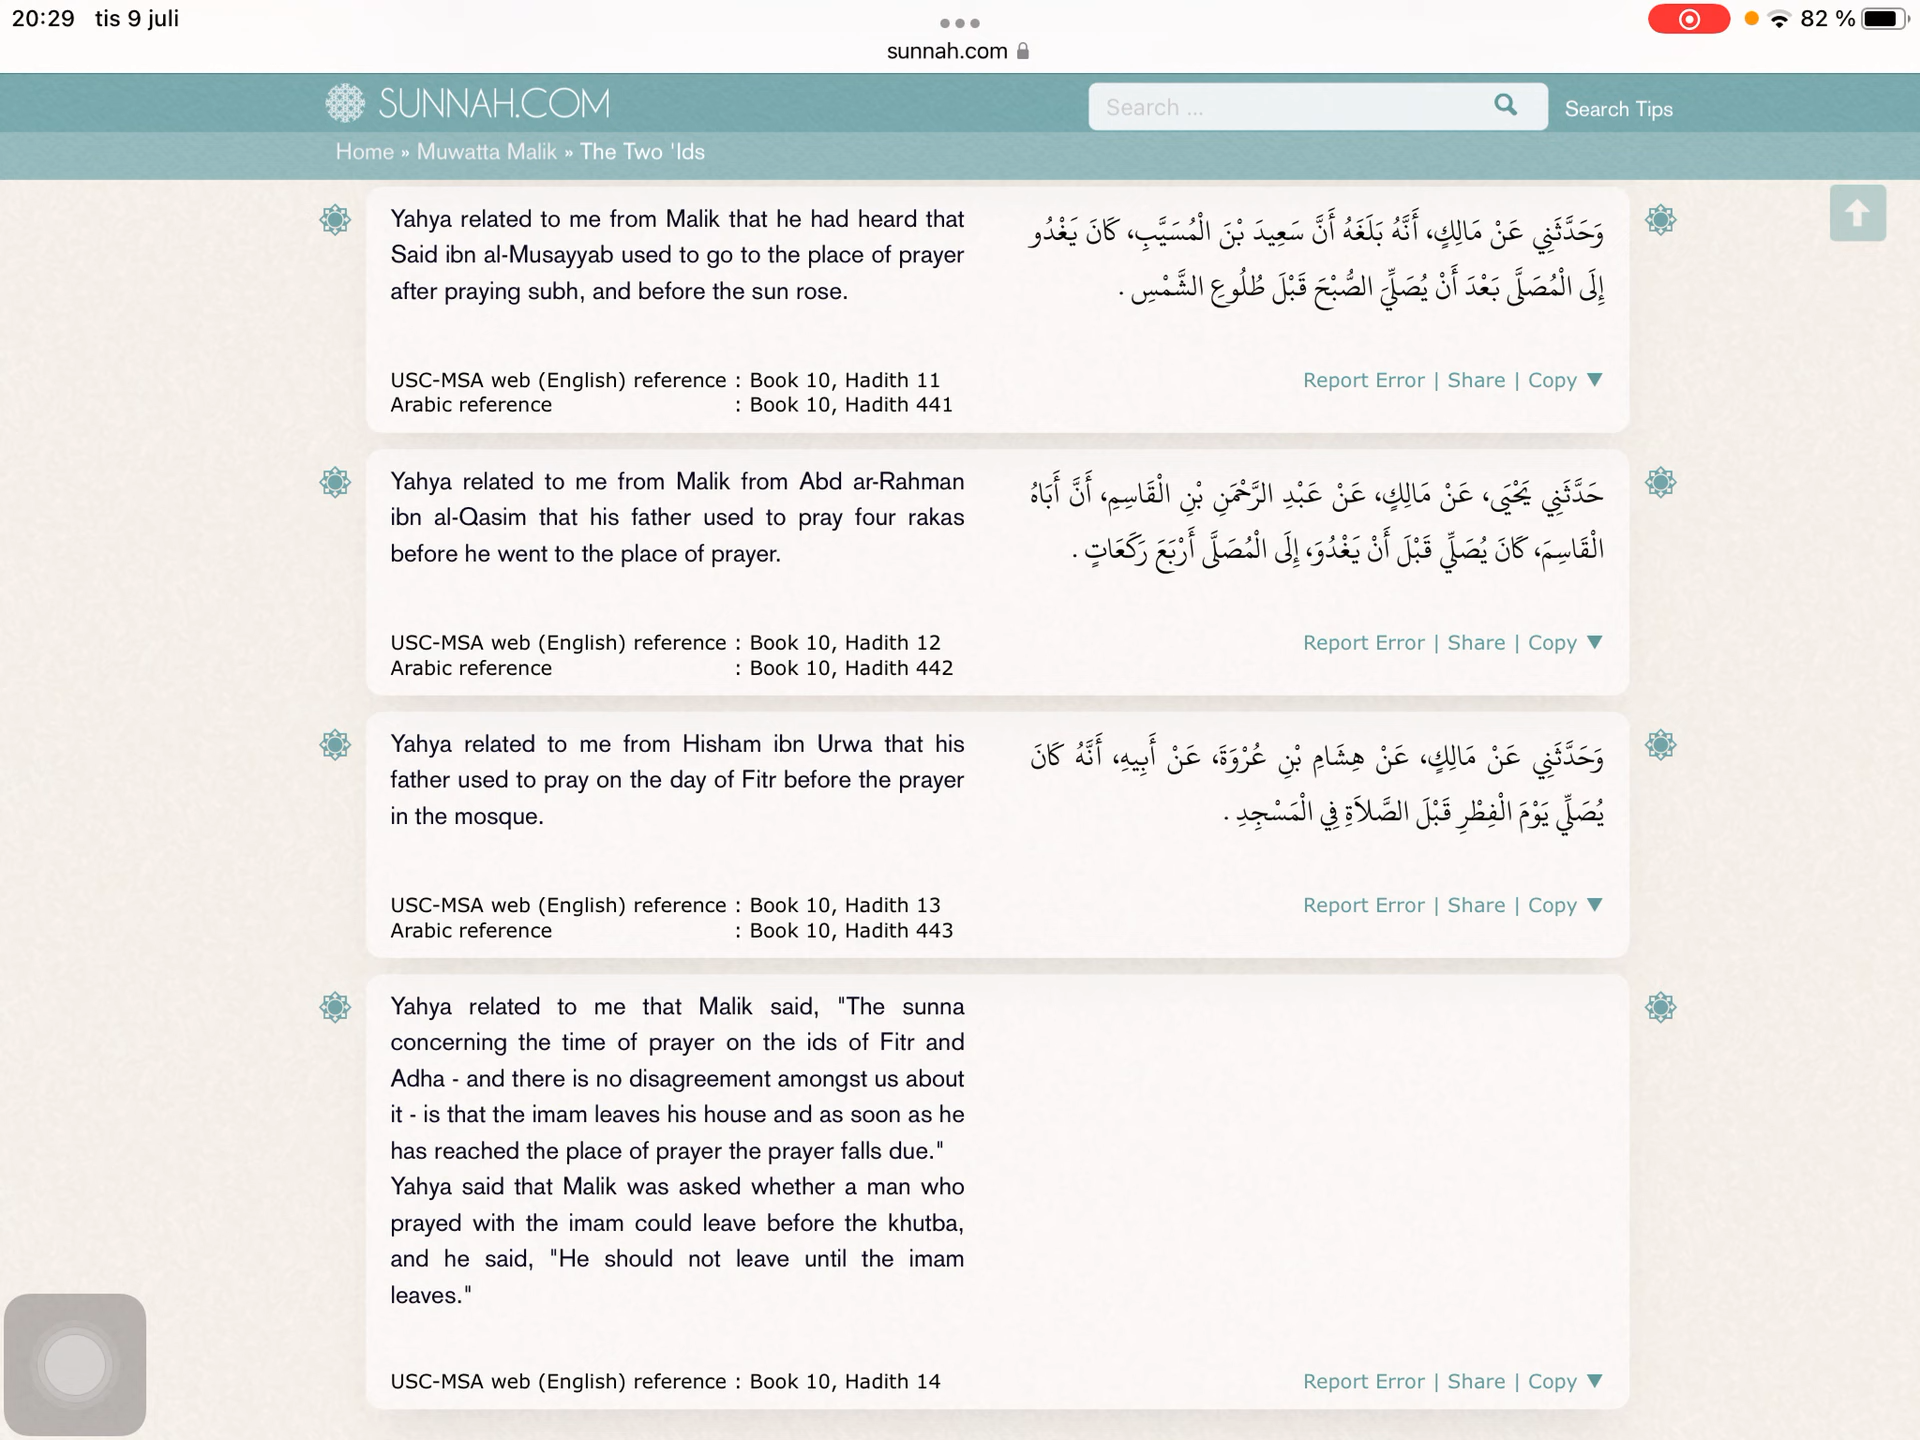 20:29 tis 9 juli
82 %
sunnah.com
SUNNAH.COM
Search ...
Search Tips
Home » Muwatta Malik » The Two 'Ids
Yahya related to me from Malik that he had heard that
Said ibn al-Musayyab used to go to the place of prayer
after praying subh, and before the sun rose.
وَحَدَّثَنِي عَنْ مَالِكٍ، أَنَّهُ بَلَغَهُ أَنَّ سَعِيدَ بْنَ الْمُسَيَّبِ، كَانَ يَغْدُو
إِلَى الْمُصَلَّى بَعْدَ أَنْ يُصَلِّيَ الصُّبْحَ قَبْلَ طُلُوعِ الشَّمْسِ .
USC-MSA web (English) reference : Book 10, Hadith 11
Arabic reference : Book 10, Hadith 441
Report Error | Share | Copy ▼
Yahya related to me from Malik from Abd ar-Rahman
ibn al-Qasim that his father used to pray four rakas
before he went to the place of prayer.
حَدَّثَنِي يَحْيَى، عَنْ مَالِكٍ، عَنْ عَبْدِ الرَّحْمَنِ بْنِ الْقَاسِمِ، أَنَّ أَبَاهُ
الْقَاسِمَ، كَانَ يُصَلِّي قَبْلَ أَنْ يَغْدُوَ، إِلَى الْمُصَلَّى أَرْبَعَ رَكَعَاتٍ .
USC-MSA web (English) reference : Book 10, Hadith 12
Arabic reference : Book 10, Hadith 442
Report Error | Share | Copy ▼
Yahya related to me from Hisham ibn Urwa that his
father used to pray on the day of Fitr before the prayer
in the mosque.
وَحَدَّثَنِي عَنْ مَالِكٍ، عَنْ هِشَامِ بْنِ عُرْوَةَ، عَنْ أَبِيهِ، أَنَّهُ كَانَ
يُصَلِّي يَوْمَ الْفِطْرِ قَبْلَ الصَّلاَةِ فِي الْمَسْجِدِ .
USC-MSA web (English) reference : Book 10, Hadith 13
Arabic reference : Book 10, Hadith 443
Report Error | Share | Copy ▼
Yahya related to me that Malik said, "The sunna
concerning the time of prayer on the ids of Fitr and
Adha - and there is no disagreement amongst us about
it - is that the imam leaves his house and as soon as he
has reached the place of prayer the prayer falls due."
Yahya said that Malik was asked whether a man who
prayed with the imam could leave before the khutba,
and he said, "He should not leave until the imam
leaves."
USC-MSA web (English) reference : Book 10, Hadith 14
Report Error | Share | Copy ▼